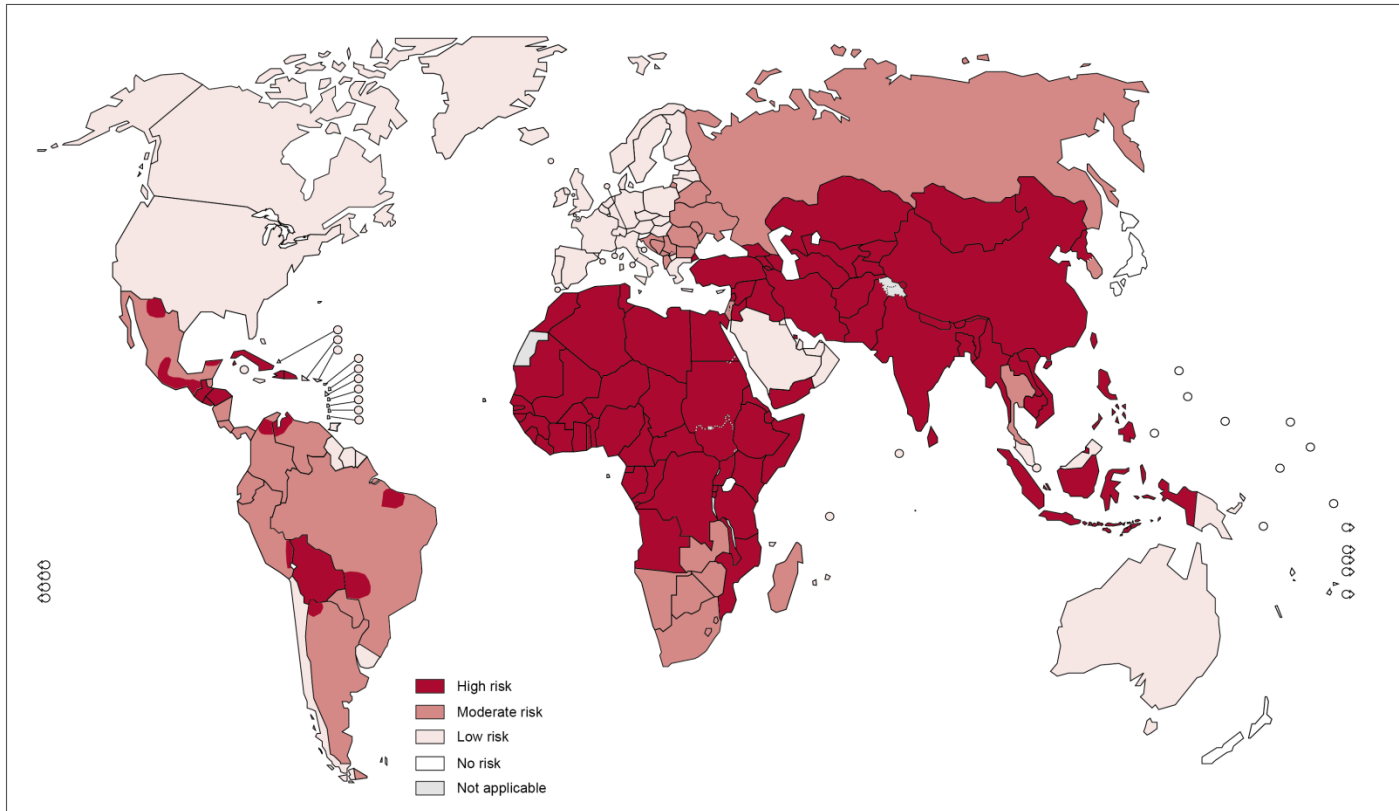 High risk
Moderate risk
Low risk
No risk
Not applicable